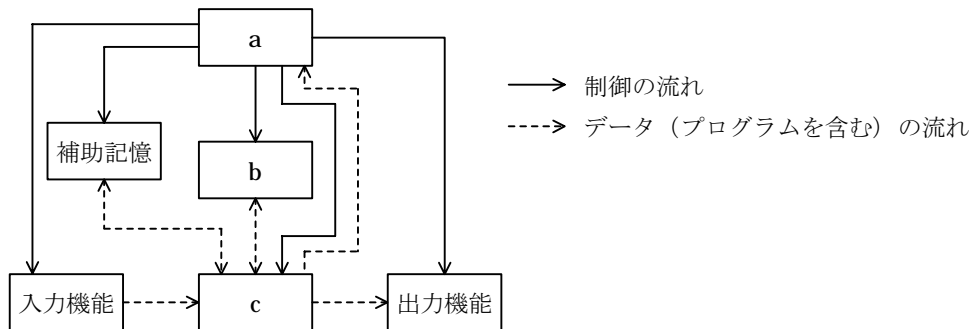 a
制御の流れ
データ（プログラムを含む）の流れ
補助記憶
b
入力機能
c
出力機能